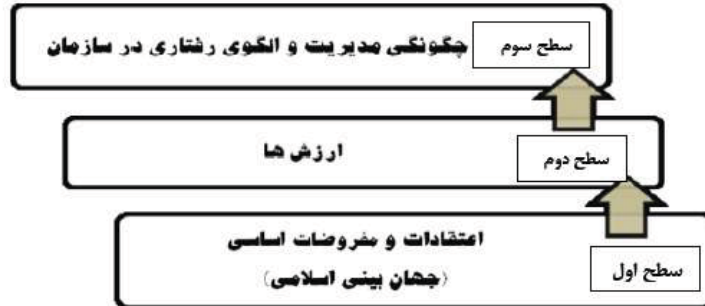 سطح سوم
چگونگی مدیریت و الگوی رفتاری در سازمان
سطح دوم
ارزش ها
سطح اول
اعتقادات و مفروضات اساسی
(جهان بینی اسلامی)